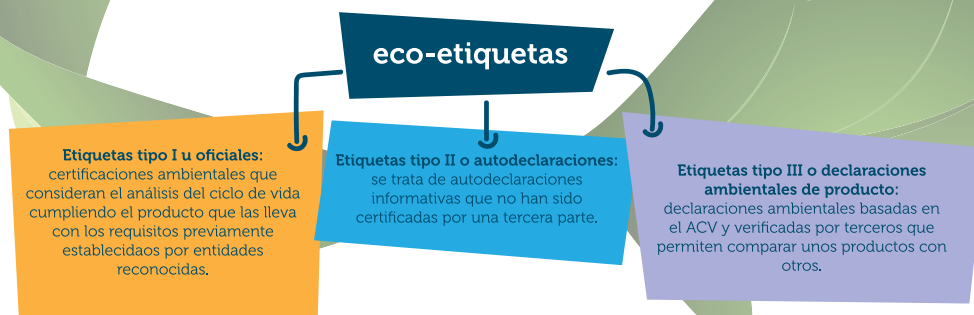 eco-etiquetas
Etiquetas tipo I u oficiales:
certificaciones ambientales que
consideran el análisis del ciclo de vida
cumpliendo el producto que las lleva
con los requisitos previamente
establecidaos por entidades
reconocidas.
Etiquetas tipo II o autodeclaraciones:
se trata de autodeclaraciones
informativas que no han sido
certificadas por una tercera parte.
Etiquetas tipo III o declaraciones
ambientales de producto:
declaraciones ambientales basadas en
el ACV y verificadas por terceros que
permiten comparar unos productos con
otros.